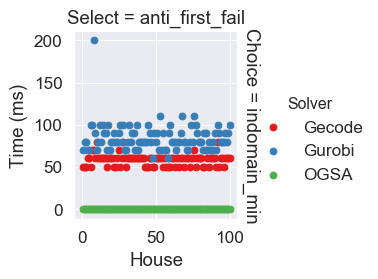 Select = anti_first_fail
Time (ms)
200
150
100
50
0
0
50
100
House
Choice = indomain_min
Solver
Gecode
Gurobi
OGSA